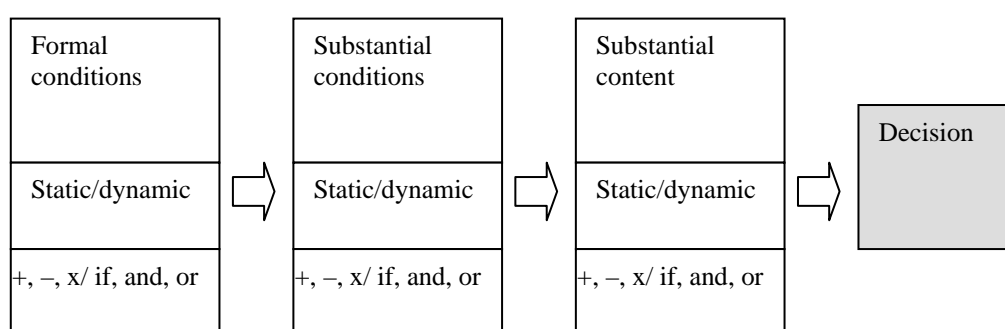 Formal
conditions
Static/dynamic
+, –, x/ if, and, or
Substantial
conditions
Static/dynamic
+, –, x/ if, and, or
Substantial
content
Static/dynamic
+, –, x/ if, and, or
Decision